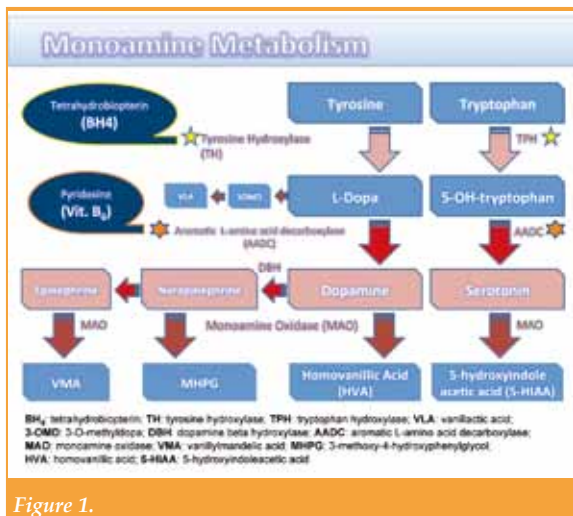 Monoamine Metabolism
Tetrahydrobiopterin
(BH4)
Tyrosine
Tryptophan
Tyrosine Hydroxylase
(TH)
TPH
Pyridoxine
(Vit. B6)
VLA
3OMD
L-Dopa
5-OH-tryptophan
Aromatic L-amino acid decarboxylase
(AADC)
AADC
DBH
Epinephrine
Norepinephrine
Dopamine
Serotonin
MAO
Monoamine Oxidase (MAO)
MAO
VMA
MHPG
Homovanillic Acid
(HVA)
5-hydroxyindole
acetic acid (5-HIAA)
BH4: tetrahydrobiopterin; TH: tyrosine hydroxylase; TPH: tryptophan hydroxylase; VLA: vanillactic acid;
3-OMD: 3-O-methyldopa; DBH: dopamine beta hydroxylase; AADC: aromatic L-amino acid decarboxylase;
MAO: monoamine oxidase; VMA: vanillylmandelic acid; MHPG: 3-methoxy-4-hydroxyphenylglycol;
HVA: homovanillic acid; 5-HIAA: 5-hydroxyindoleacetic acid
Figure 1.